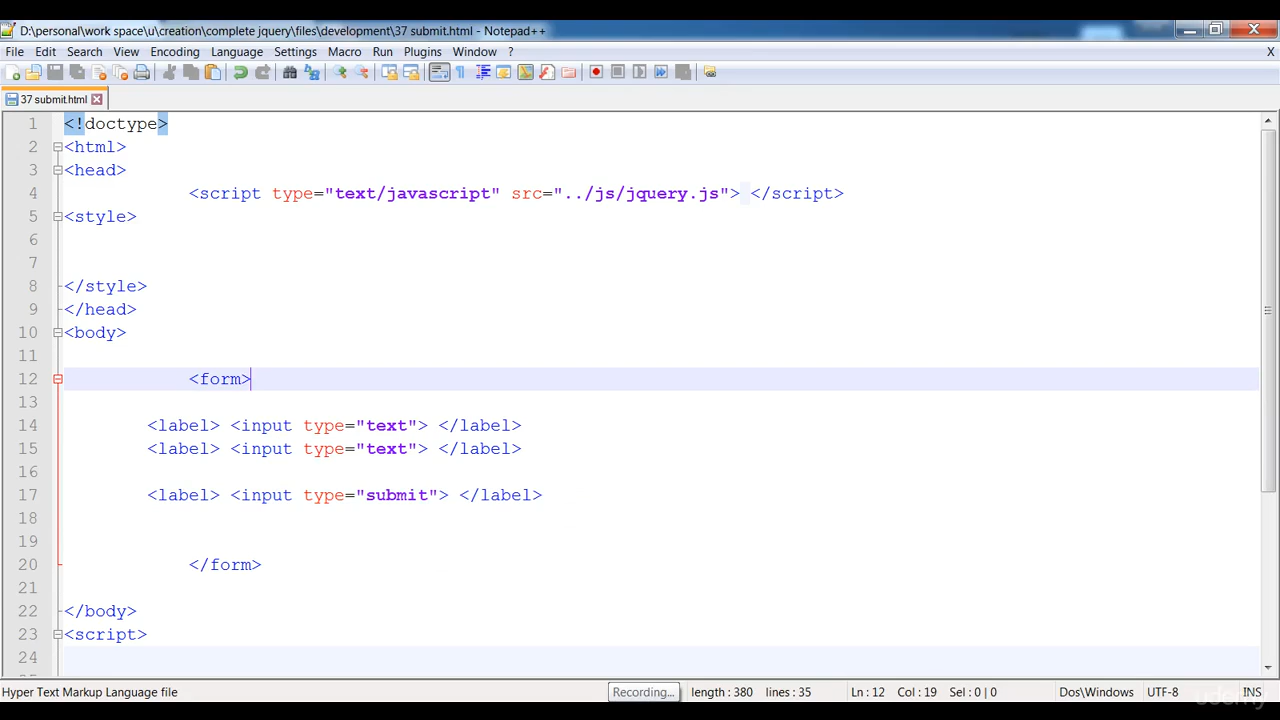 D:\personal\work space\u\creation\complete jquery\files\development\37 submit.html - Notepad++
File Edit Search View Encoding Language Settings Macro Run Plugins Window ? X
37 submit.html
1 <!doctype>
2 <html>
3 <head>
4 <script type="text/javascript" src="../js/jquery.js"> </script>
5 <style>
6
7
8 </style>
9 </head>
10 <body>
11
12 <form>
13
14 <label> <input type="text"> </label>
15 <label> <input type="text"> </label>
16
17 <label> <input type="submit"> </label>
18
19
20 </form>
21
22 </body>
23 <script>
24
Hyper Text Markup Language file Recording... length : 380 lines : 35 Ln : 12 Col : 19 Sel : 0 | 0 Dos\Windows UTF-8 INS
udemy